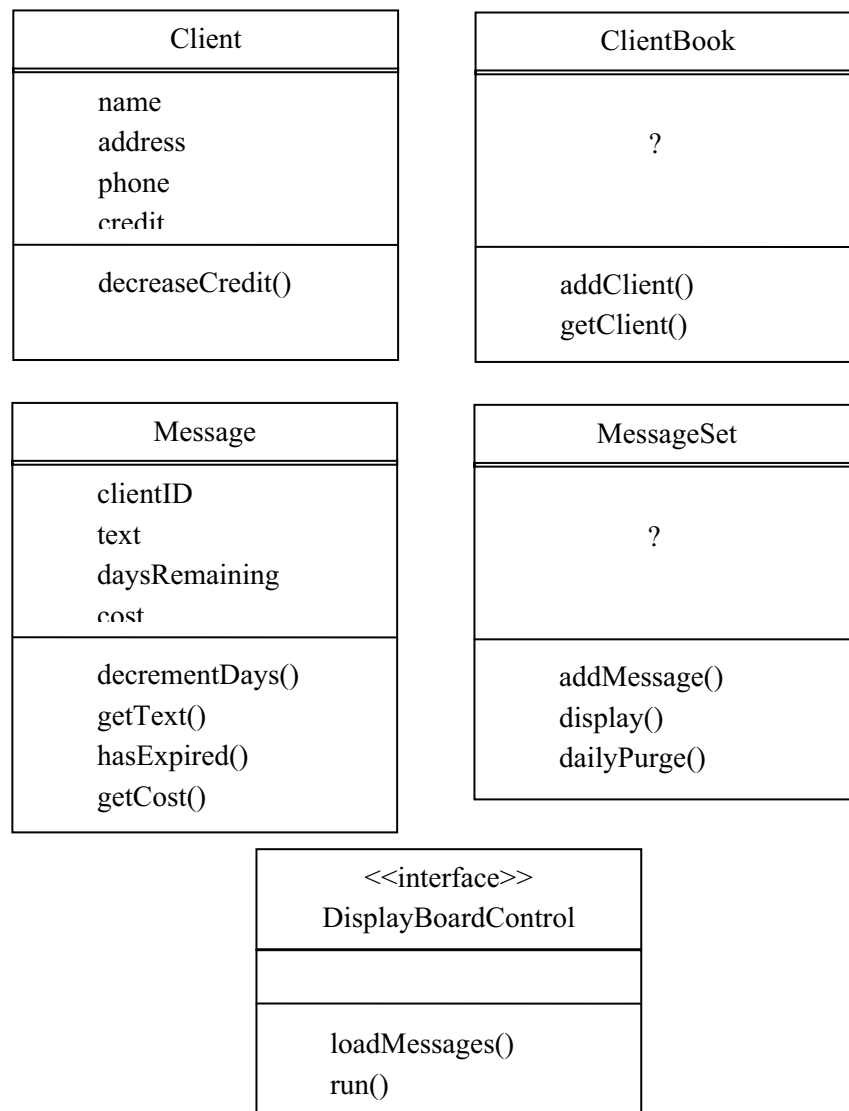 Client
name
address
phone
credit
decreaseCredit()
ClientBook
?
addClient()
getClient()
Message
clientID
text
daysRemaining
cost
decrementDays()
getText()
hasExpired()
getCost()
MessageSet
?
addMessage()
display()
dailyPurge()
<<interface>>
DisplayBoardControl
loadMessages()
run()